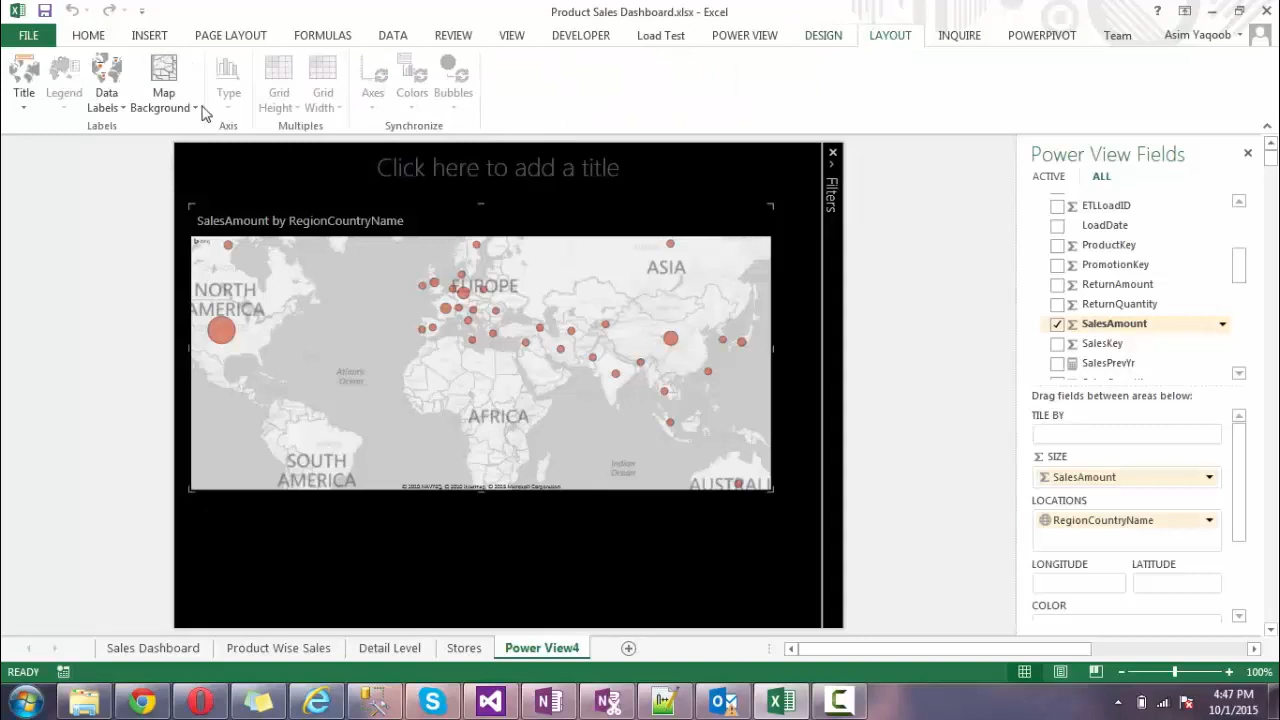 Product Sales Dashboard.xlsx - Excel
?
FILE HOME INSERT PAGE LAYOUT FORMULAS DATA REVIEW VIEW DEVELOPER Load Test POWER VIEW DESIGN LAYOUT INQUIRE POWERPIVOT Team Asim Yaqoob
Title Legend Data Labels Map Background Type Grid Height Grid Width Axes Colors Bubbles
Labels Axis Multiples Synchronize
Click here to add a title
Filters
SalesAmount by RegionCountryName
bing
NORTH AMERICA
EUROPE
ASIA
Atlantic Ocean
AFRICA
SOUTH AMERICA
Indian Ocean
AUSTRALI
Power View Fields
ACTIVE ALL
ETLLoadID
LoadDate
ProductKey
PromotionKey
ReturnAmount
ReturnQuantity
SalesAmount
SalesKey
SalesPrevYr
Drag fields between areas below:
TILE BY
Σ SIZE
Σ SalesAmount
LOCATIONS
RegionCountryName
LONGITUDE LATITUDE
COLOR
Sales Dashboard Product Wise Sales Detail Level Stores Power View4
READY 100%
4:47 PM
10/1/2015